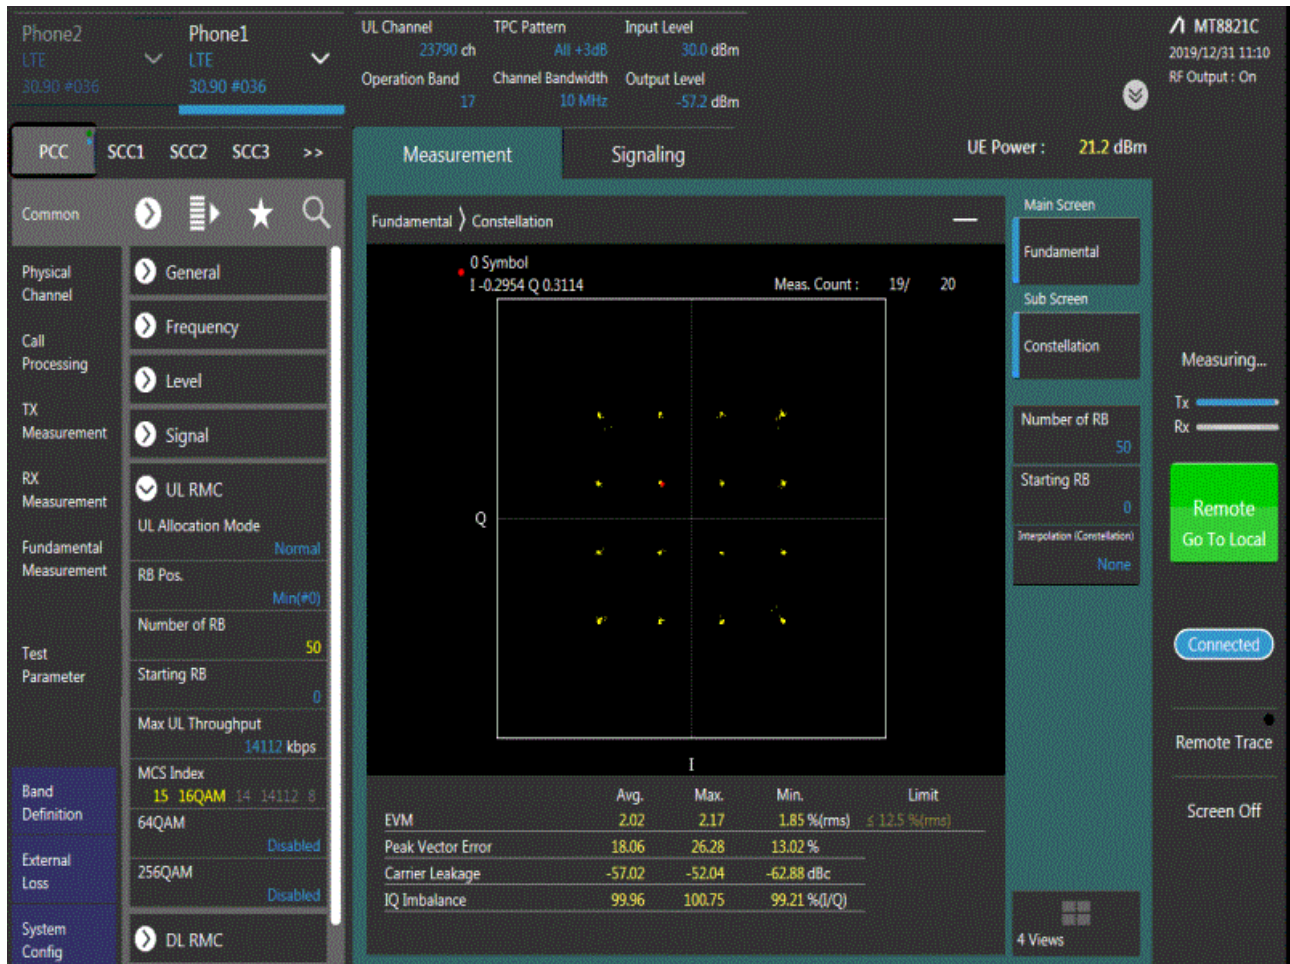 Phone2
LTE
30.90 #036
Phone1
LTE
30.90 #036
UL Channel
23790 ch
TPC Pattern
All +3dB
Input Level
30.0 dBm
Operation Band
17
Channel Bandwidth
10 MHz
Output Level
-57.2 dBm
MT8821C
2019/12/31 11:10
RF Output : On
PCC SCC1 SCC2 SCC3 >>
Measurement
Signaling
UE Power : 21.2 dBm
Common
Physical
Channel
Call
Processing
TX
Measurement
RX
Measurement
Fundamental
Measurement
Test
Parameter
Band
Definition
External
Loss
System
Config
General
Frequency
Level
Signal
UL RMC
UL Allocation Mode
Normal
RB Pos.
Min(#0)
Number of RB
50
Starting RB
0
Max UL Throughput
14112 kbps
MCS Index
15 16QAM 14 14112 8
64QAM
Disabled
256QAM
Disabled
DL RMC
Fundamental 〉 Constellation
0 Symbol
I -0.2954 Q 0.3114
Meas. Count : 19/ 20
Q
I
Avg. Max. Min. Limit
EVM 2.02 2.17 1.85 %(rms) ≤ 12.5 %(rms)
Peak Vector Error 18.06 26.28 13.02 %
Carrier Leakage -57.02 -52.04 -62.88 dBc
IQ Imbalance 99.96 100.75 99.21 %(I/Q)
Main Screen
Fundamental
Sub Screen
Constellation
Number of RB
50
Starting RB
0
Interpolation (Constellation)
None
4 Views
Measuring...
Tx
Rx
Remote
Go To Local
Connected
Remote Trace
Screen Off